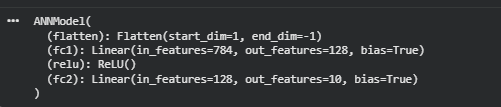 ••• ANNModel(
  (flatten): Flatten(start_dim=1, end_dim=-1)
  (fc1): Linear(in_features=784, out_features=128, bias=True)
  (relu): ReLU()
  (fc2): Linear(in_features=128, out_features=10, bias=True)
)